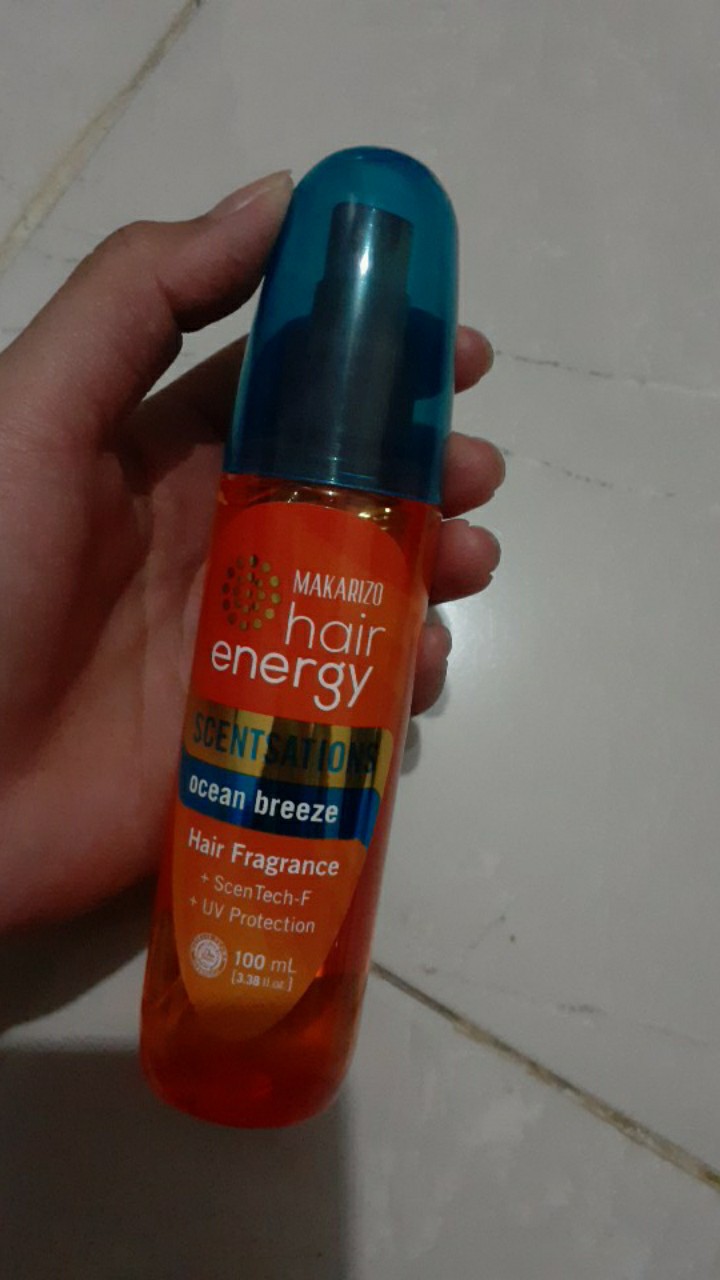 MAKARIZO
hair
energy
SCENTSATIONS
ocean breeze
Hair Fragrance
+ ScenTech-F
+ UV Protection
100 mL
[3.38 fl.oz.]